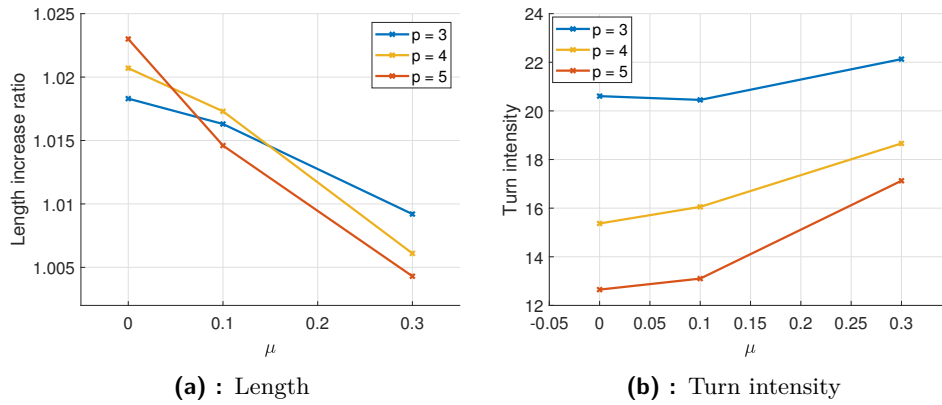 1.025
1.02
1.015
1.01
1.005
Length increase ratio
p = 3
p = 4
p = 5
0
0.1
0.2
0.3
μ
(a) : Length
24
22
20
18
16
14
12
Turn intensity
p = 3
p = 4
p = 5
-0.05
0
0.05
0.1
0.15
0.2
0.25
0.3
μ
(b) : Turn intensity